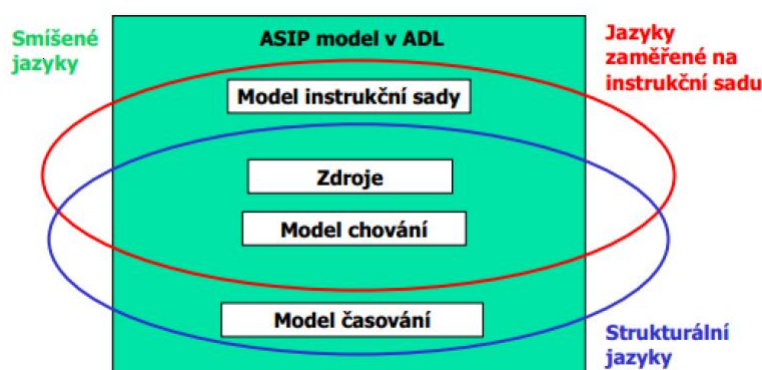 Smíšené
jazyky
ASIP model v ADL
Jazyky
zaměřené na
instrukční sadu
Model instrukční sady
Zdroje
Model chování
Model časování
Strukturální
jazyky